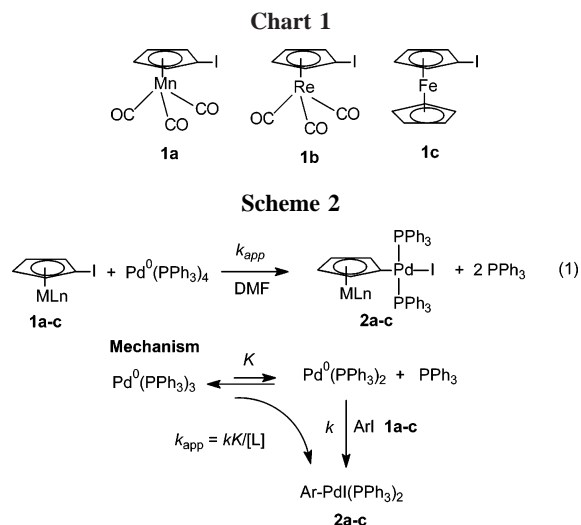 Chart 1
I I I
Mn Re Fe
OC CO CO OC CO CO
1a 1b 1c
Scheme 2
I + Pd⁰(PPh₃)₄ k_app DMF PPh₃ Pd I PPh₃ + 2 PPh₃ (1)
MLn MLn
1a-c 2a-c
Mechanism
Pd⁰(PPh₃)₃ K Pd⁰(PPh₃)₂ + PPh₃
k ArI 1a-c
k_app = kK/[L]
Ar-PdI(PPh₃)₂
2a-c